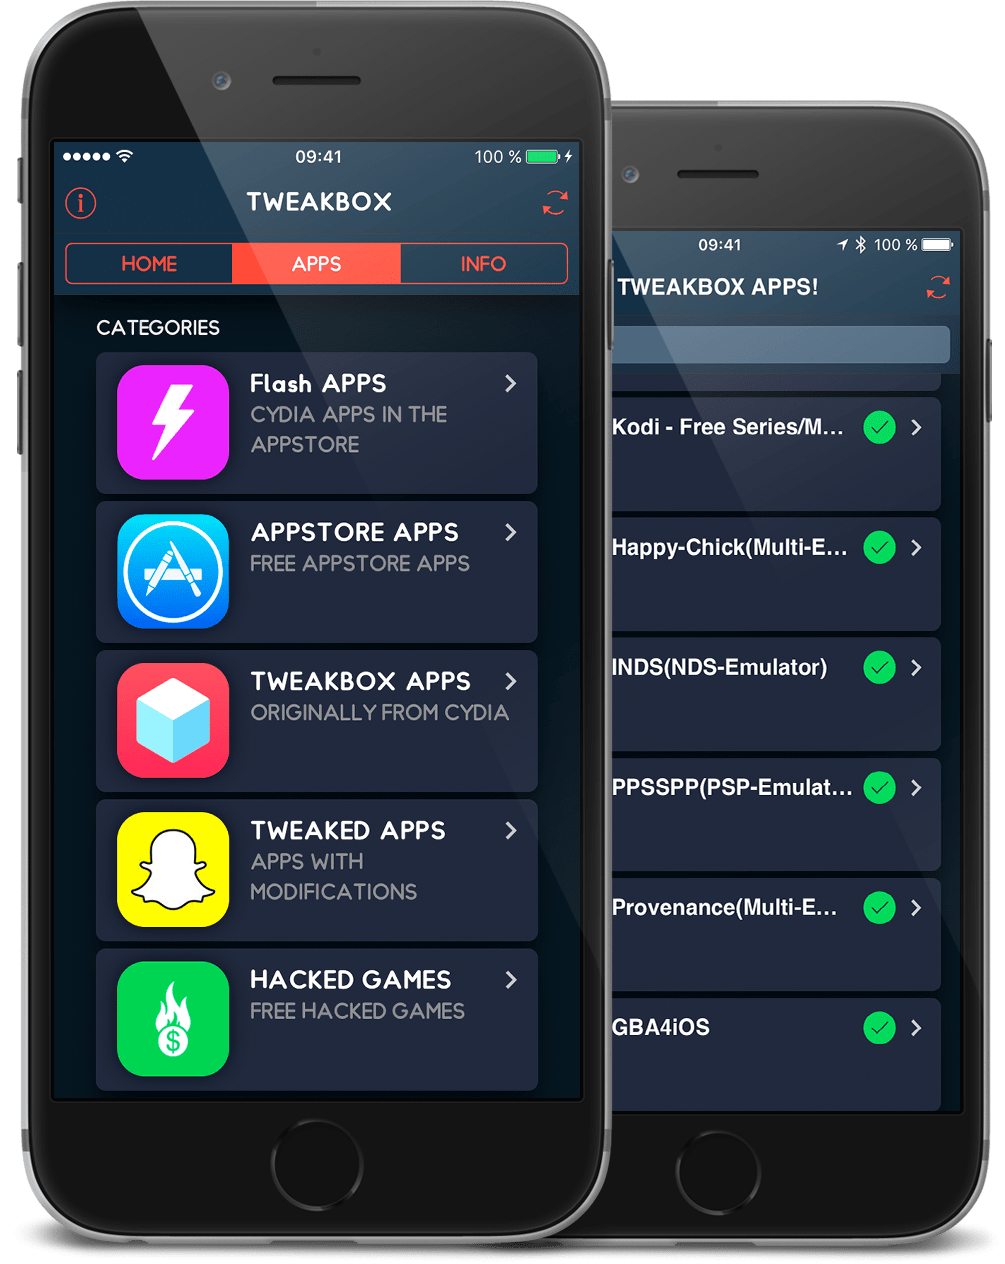 09:41
100 %
TWEAKBOX
HOME
APPS
INFO
CATEGORIES
Flash APPS
CYDIA APPS IN THE
APPSTORE
APPSTORE APPS
FREE APPSTORE APPS
TWEAKBOX APPS
ORIGINALLY FROM CYDIA
TWEAKED APPS
APPS WITH
MODIFICATIONS
HACKED GAMES
FREE HACKED GAMES
$
09:41
100 %
TWEAKBOX APPS!
Kodi - Free Series/M...
Happy-Chick(Multi-E...
INDS(NDS-Emulator)
PPSSPP(PSP-Emulat...
Provenance(Multi-E...
GBA4iOS